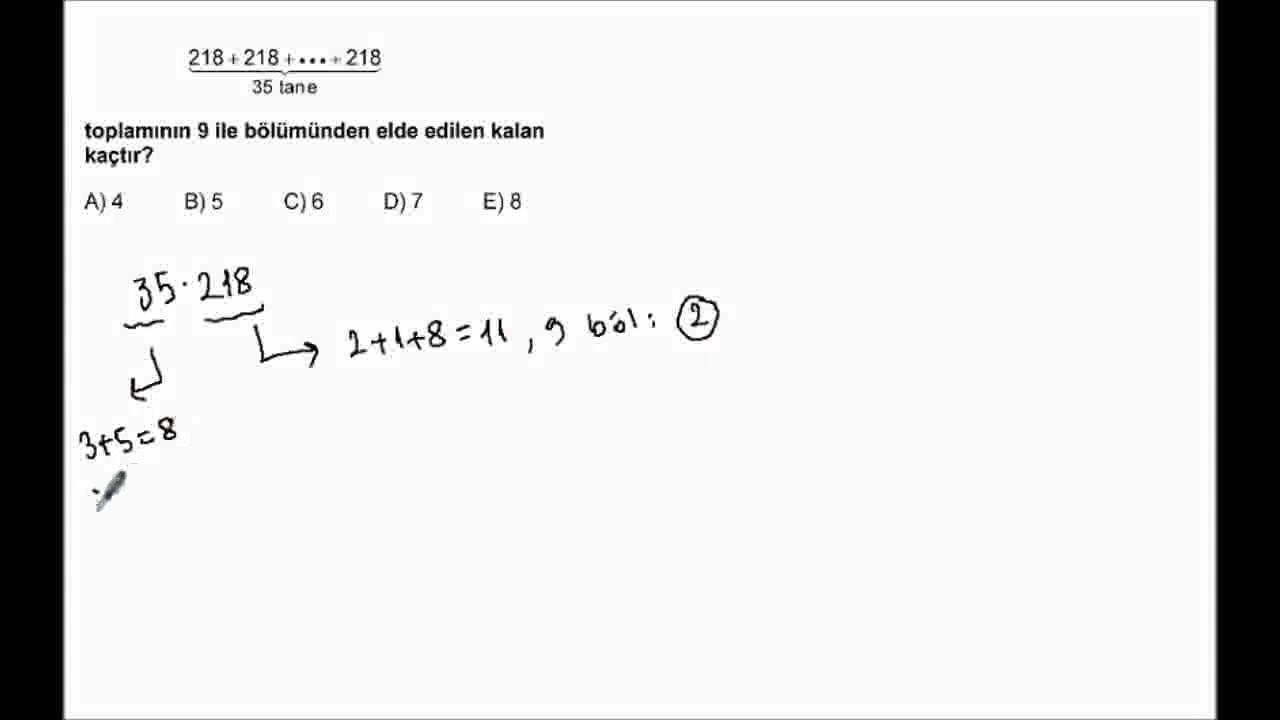 218 + 218 + ••• + 218
35 tane
toplamının 9 ile bölümünden elde edilen kalan
kaçtır?
A) 4 B) 5 C) 6 D) 7 E) 8
35 · 218
2+1+8=11 , 9 böl: 2
3+5=8